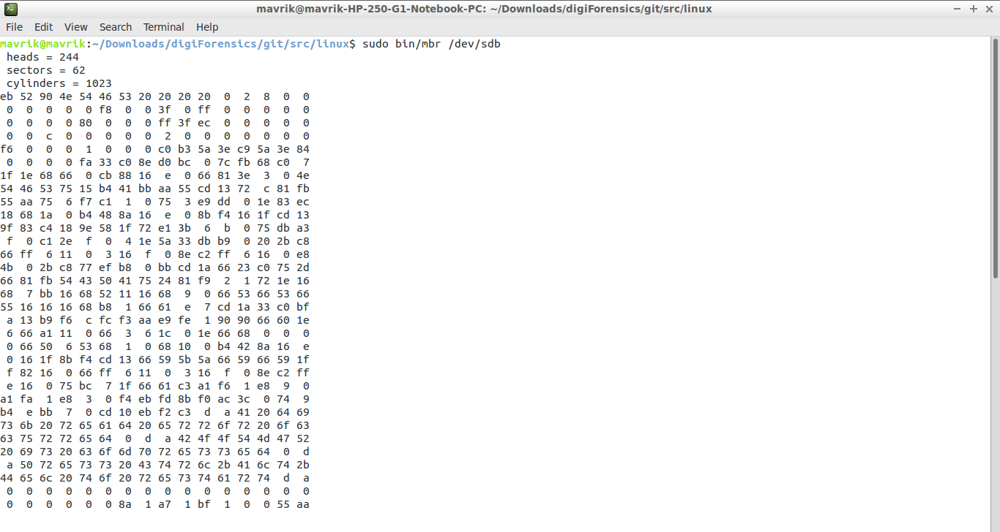 mavrik@mavrik-HP-250-G1-Notebook-PC: ~/Downloads/digiForensics/git/src/linux
File Edit View Search Terminal Help
mavrik@mavrik:~/Downloads/digiForensics/git/src/linux$ sudo bin/mbr /dev/sdb
heads = 244
sectors = 62
cylinders = 1023
eb 52 90 4e 54 46 53 20 20 20 20 0 2 8 0 0
0 0 0 0 0 f8 0 0 3f 0 ff 0 0 0 0 0
0 0 0 0 80 0 0 0 ff 3f ec 0 0 0 0 0
0 0 c 0 0 0 0 0 2 0 0 0 0 0 0 0
f6 0 0 0 1 0 0 0 c0 b3 5a 3e c9 5a 3e 84
0 0 0 0 fa 33 c0 8e d0 bc 0 7c fb 68 c0 7
1f 1e 68 66 0 cb 88 16 e 0 66 81 3e 3 0 4e
54 46 53 75 15 b4 41 bb aa 55 cd 13 72 c 81 fb
55 aa 75 6 f7 c1 1 0 75 3 e9 dd 0 1e 83 ec
18 68 1a 0 b4 48 8a 16 e 0 8b f4 16 1f cd 13
9f 83 c4 18 9e 58 1f 72 e1 3b 6 b 0 75 db a3
f 0 c1 2e f 0 4 1e 5a 33 db b9 0 20 2b c8
66 ff 6 11 0 3 16 f 0 8e c2 ff 6 16 0 e8
4b 0 2b c8 77 ef b8 0 bb cd 1a 66 23 c0 75 2d
66 81 fb 54 43 50 41 75 24 81 f9 2 1 72 1e 16
68 7 bb 16 68 52 11 16 68 9 0 66 53 66 53 66
55 16 16 16 68 b8 1 66 61 e 7 cd 1a 33 c0 bf
a 13 b9 f6 c fc f3 aa e9 fe 1 90 90 66 60 1e
6 66 a1 11 0 66 3 6 1c 0 1e 66 68 0 0 0
0 66 50 6 53 68 1 0 68 10 0 b4 42 8a 16 e
0 16 1f 8b f4 cd 13 66 59 5b 5a 66 59 66 59 1f
f 82 16 0 66 ff 6 11 0 3 16 f 0 8e c2 ff
e 16 0 75 bc 7 1f 66 61 c3 a1 f6 1 e8 9 0
a1 fa 1 e8 3 0 f4 eb fd 8b f0 ac 3c 0 74 9
b4 e bb 7 0 cd 10 eb f2 c3 d a 41 20 64 69
73 6b 20 72 65 61 64 20 65 72 72 6f 72 20 6f 63
63 75 72 72 65 64 0 d a 42 4f 4f 54 4d 47 52
20 69 73 20 63 6f 6d 70 72 65 73 73 65 64 0 d
a 50 72 65 73 73 20 43 74 72 6c 2b 41 6c 74 2b
44 65 6c 20 74 6f 20 72 65 73 74 61 72 74 d a
0 0 0 0 0 0 0 0 0 0 0 0 0 0 0 0
0 0 0 0 0 0 8a 1 a7 1 bf 1 0 0 55 aa